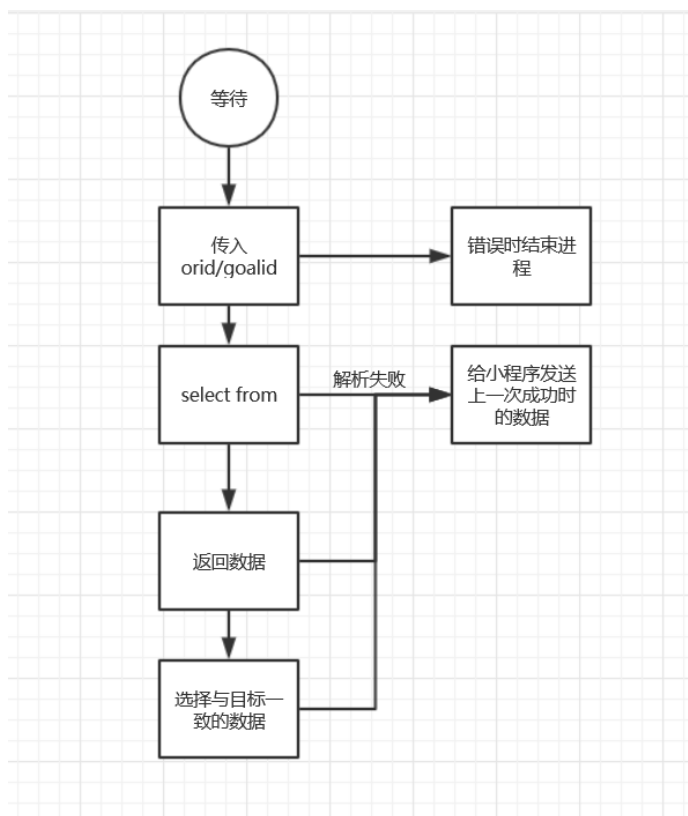 等待
传入
orid/goalid
错误时结束进
程
select from
解析失败
给小程序发送
上一次成功时
的数据
返回数据
选择与目标一
致的数据